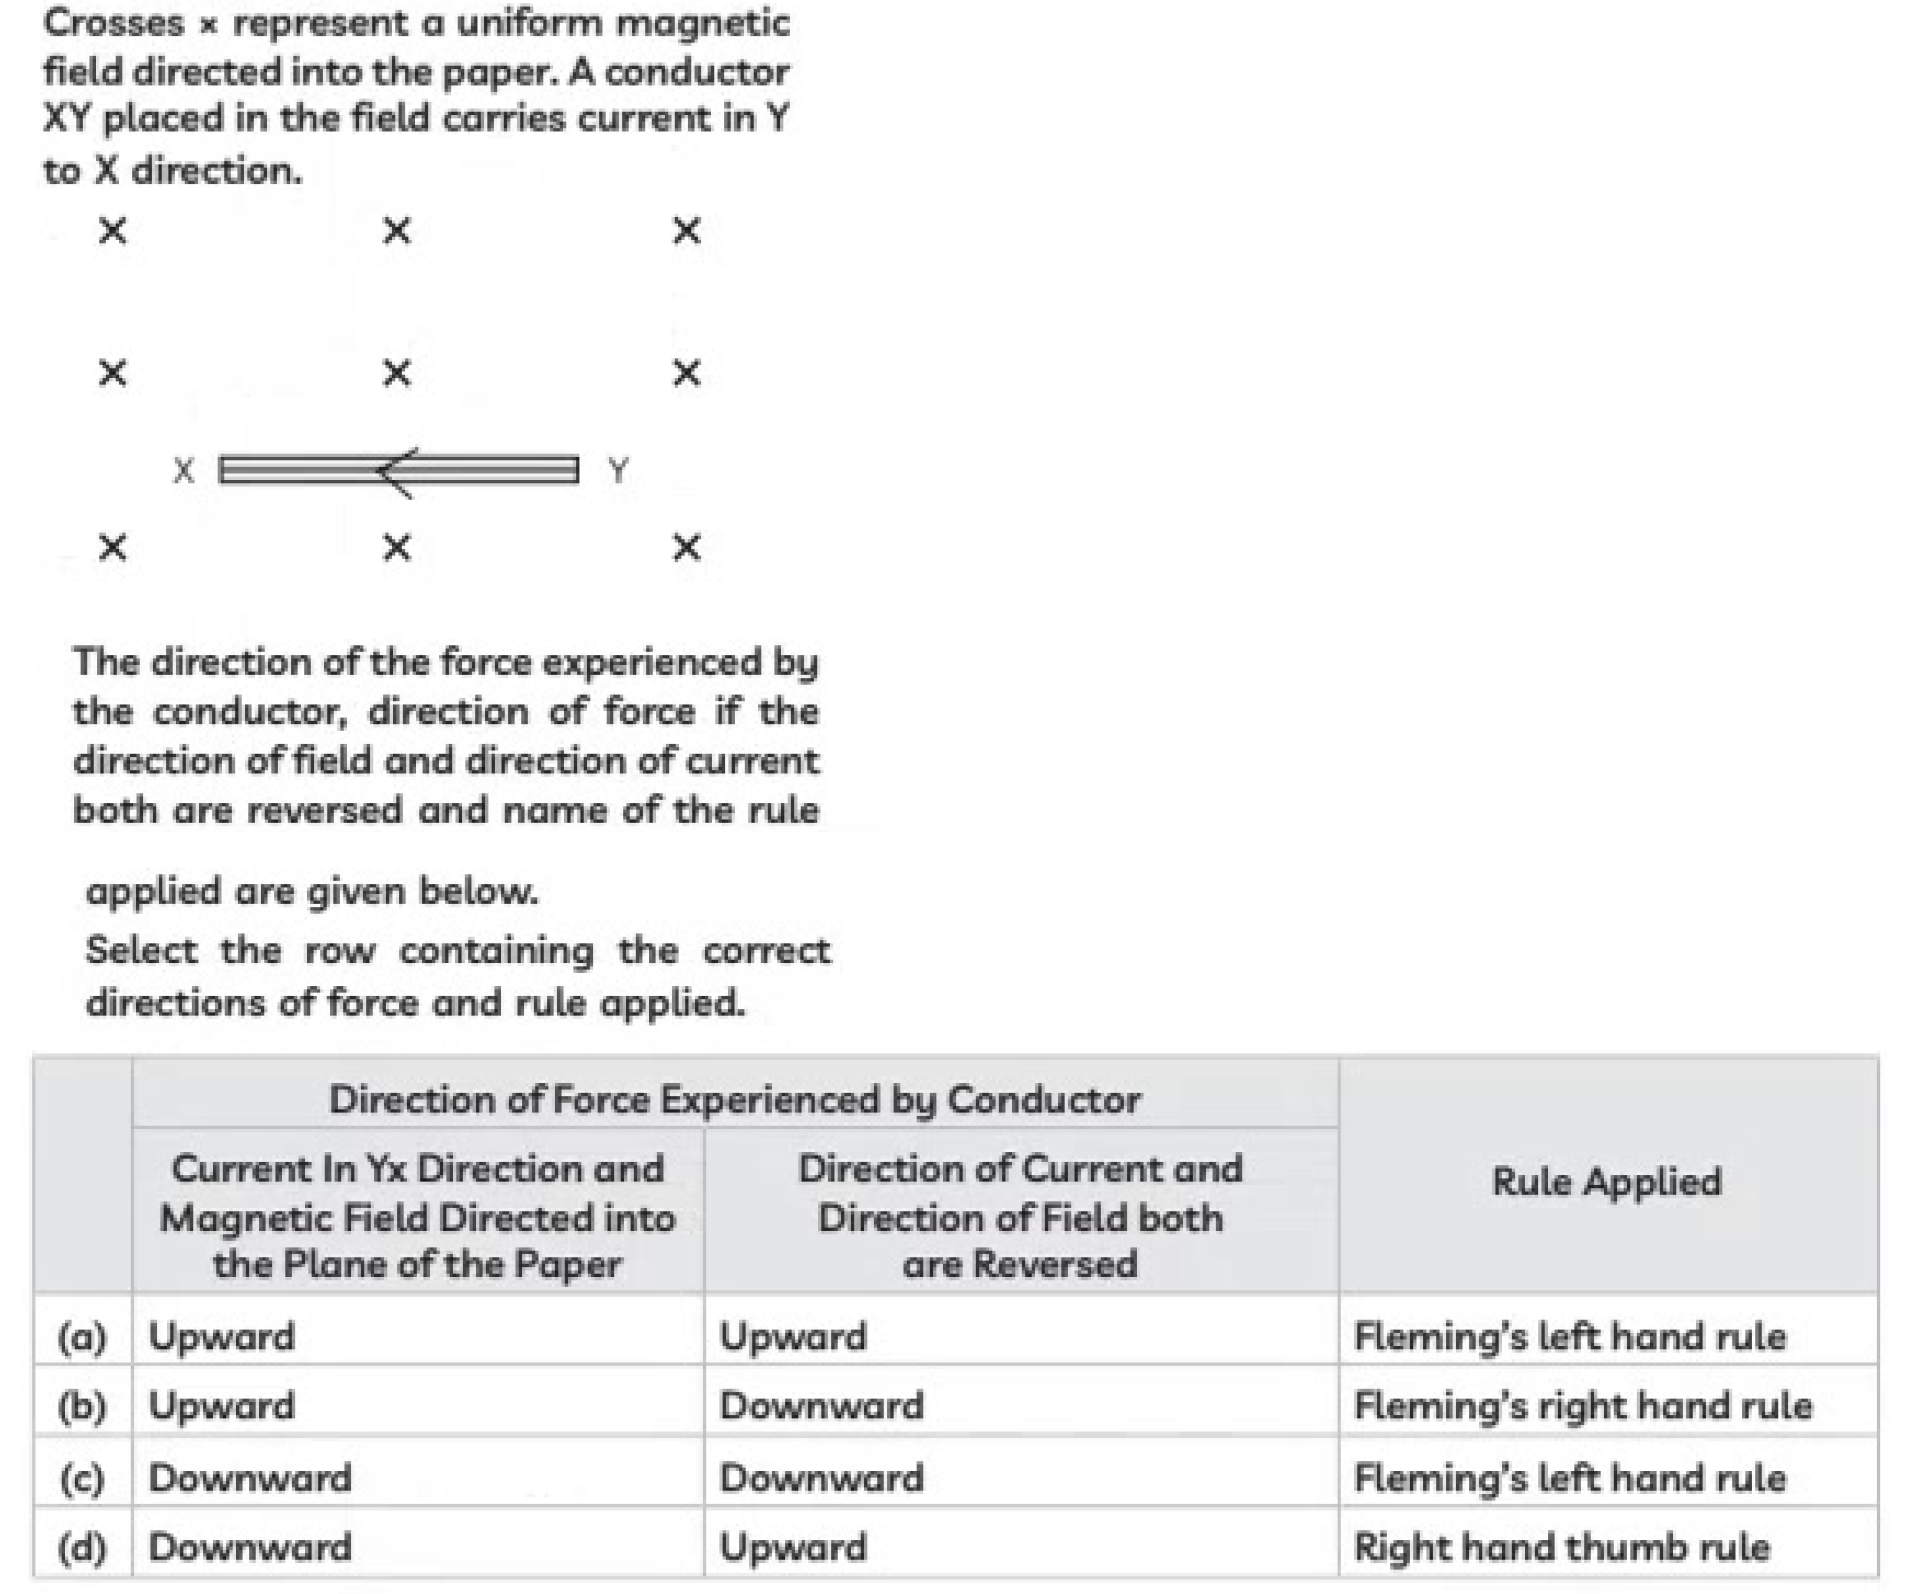 Crosses × represent a uniform magnetic
field directed into the paper. A conductor
XY placed in the field carries current in Y
to X direction.
× × ×
× × ×
X Y
× × ×
The direction of the force experienced by
the conductor, direction of force if the
direction of field and direction of current
both are reversed and name of the rule
applied are given below.
Select the row containing the correct
directions of force and rule applied.
Direction of Force Experienced by Conductor
Current In Yx Direction and
Magnetic Field Directed into
the Plane of the Paper
Direction of Current and
Direction of Field both
are Reversed
Rule Applied
(a) Upward Upward Fleming's left hand rule
(b) Upward Downward Fleming's right hand rule
(c) Downward Downward Fleming's left hand rule
(d) Downward Upward Right hand thumb rule